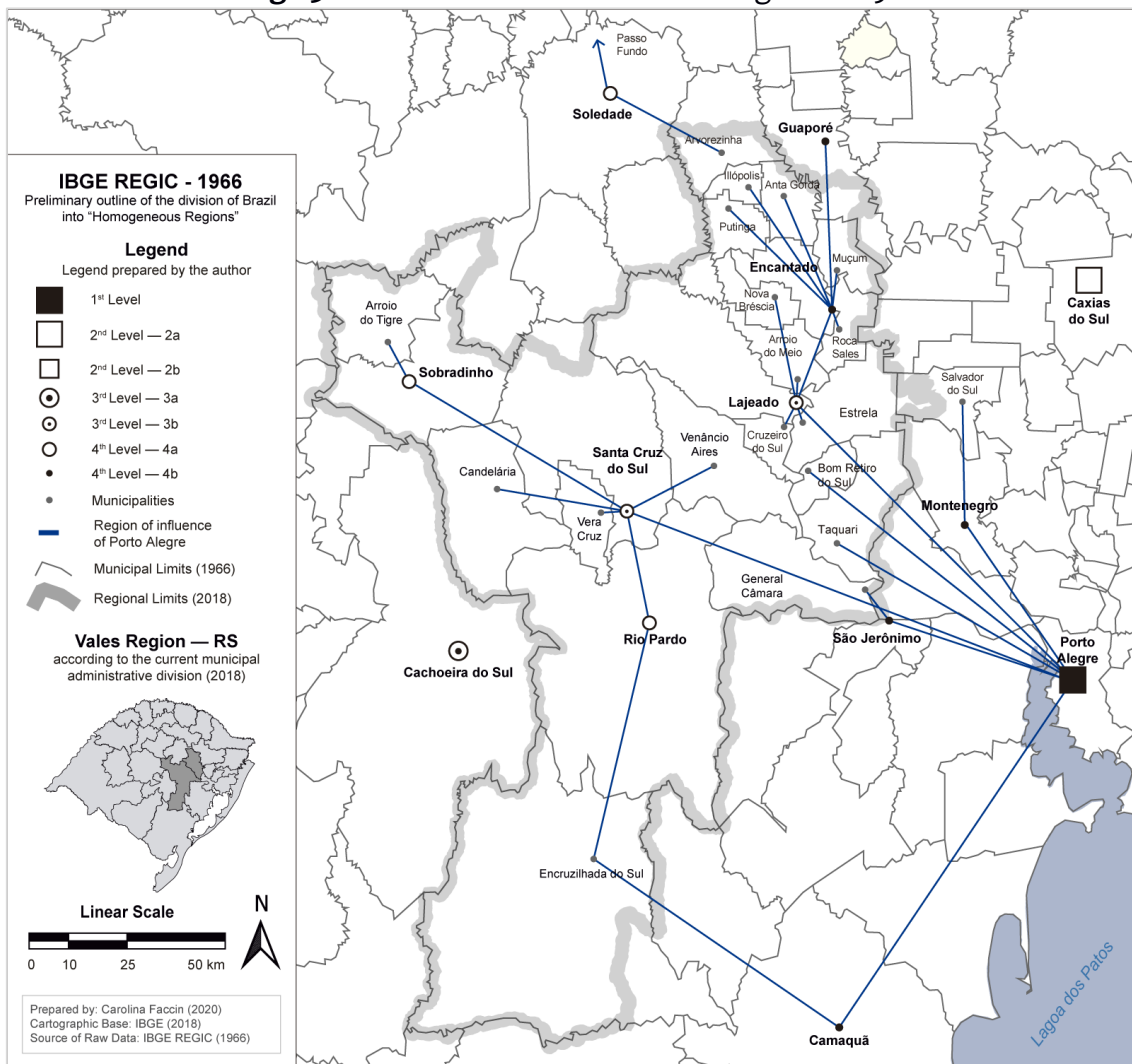 IBGE REGIC - 1966
Preliminary outline of the division of Brazil
into “Homogeneous Regions”
Legend
Legend prepared by the author
1st Level
2nd Level — 2a
2nd Level — 2b
3rd Level — 3a
3rd Level — 3b
4th Level — 4a
4th Level — 4b
Municipalities
Region of influence
of Porto Alegre
Municipal Limits (1966)
Regional Limits (2018)
Vales Region — RS
according to the current municipal
administrative division (2018)
Linear Scale
N
0 10 25 50 km
Prepared by: Carolina Faccin (2020)
Cartographic Base: IBGE (2018)
Source of Raw Data: IBGE REGIC (1966)
Passo
Fundo
Soledade
Guaporé
Arvorezinha
Ilópolis
Anta Gorda
Putinga
Muçum
Encantado
Nova
Bréscia
Arroio
do Meio
Roca
Sales
Caxias
do Sul
Arroio
do Tigre
Sobradinho
Lajeado
Estrela
Salvador
do Sul
Cruzeiro
do Sul
Venâncio
Aires
Santa Cruz
do Sul
Candelária
Vera
Cruz
Bom Retiro
do Sul
Montenegro
Taquari
General
Câmara
São Jerônimo
Rio Pardo
Porto
Alegre
Cachoeira do Sul
Encruzilhada do Sul
Camaquã
Lagoa dos Patos